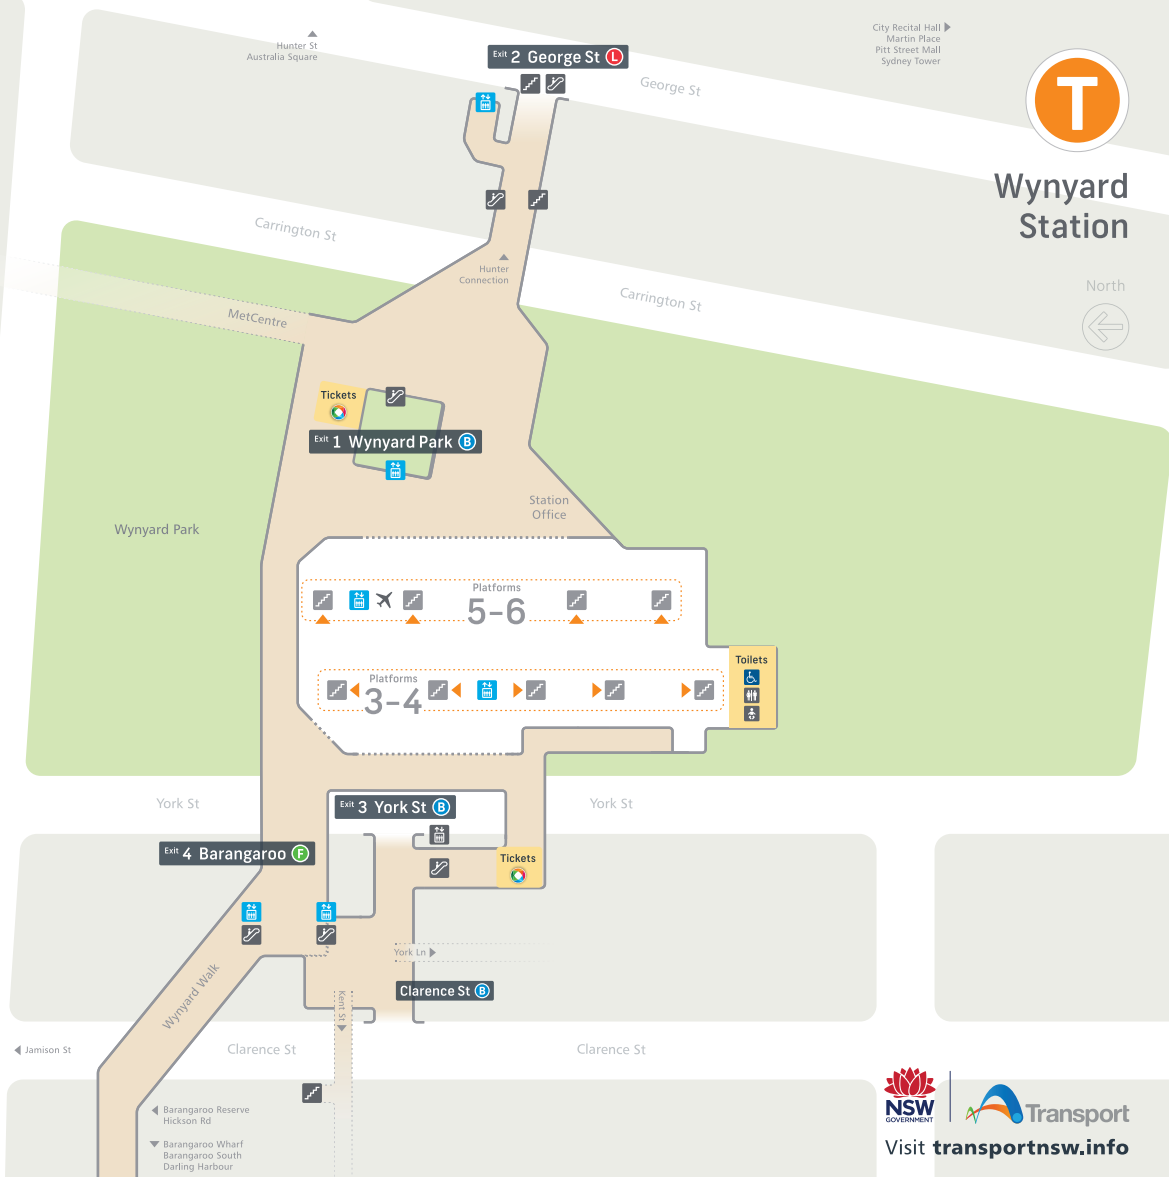 Hunter St
Australia Square
Exit 2 George St L
City Recital Hall
Martin Place
Pitt Street Mall
Sydney Tower
George St
T
Wynyard
Station
Carrington St
Hunter
Connection
Carrington St
North
MetCentre
Tickets
Exit 1 Wynyard Park B
Station
Office
Wynyard Park
Platforms
5-6
Platforms
3-4
Toilets
York St
Exit 3 York St B
York St
Exit 4 Barangaroo F
Tickets
York Ln
Wynyard Walk
Clarence St B
Kent St
Jamison St
Clarence St
Clarence St
Barangaroo Reserve
Hickson Rd
Barangaroo Wharf
Barangaroo South
Darling Harbour
NSW
GOVERNMENT
Transport
Visit transportnsw.info